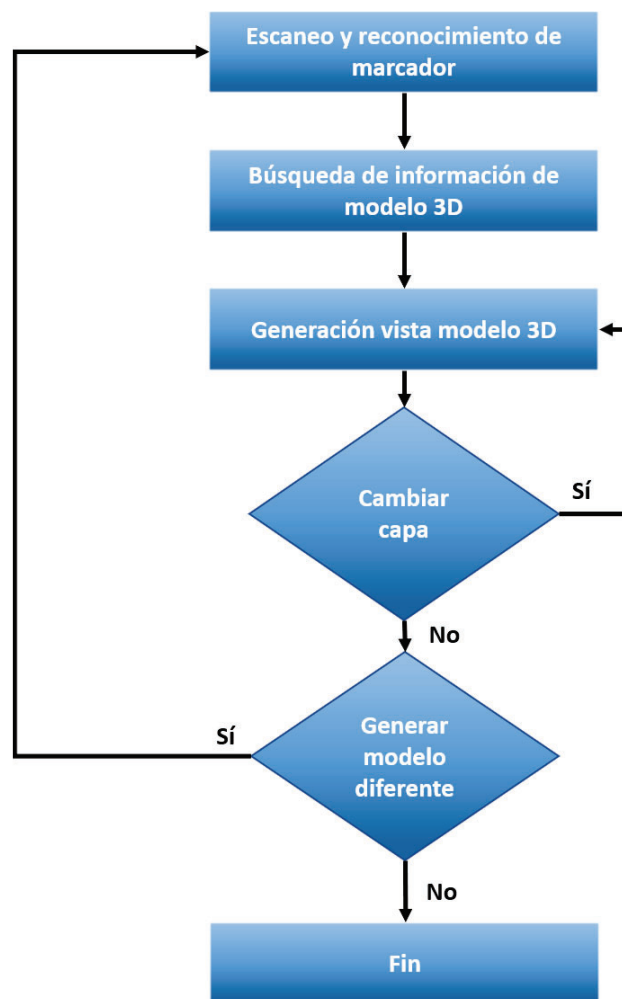 Escaneo y reconocimiento de
marcador
Búsqueda de información de
modelo 3D
Generación vista modelo 3D
Cambiar
capa
Sí
No
Generar
modelo
diferente
Sí
No
Fin